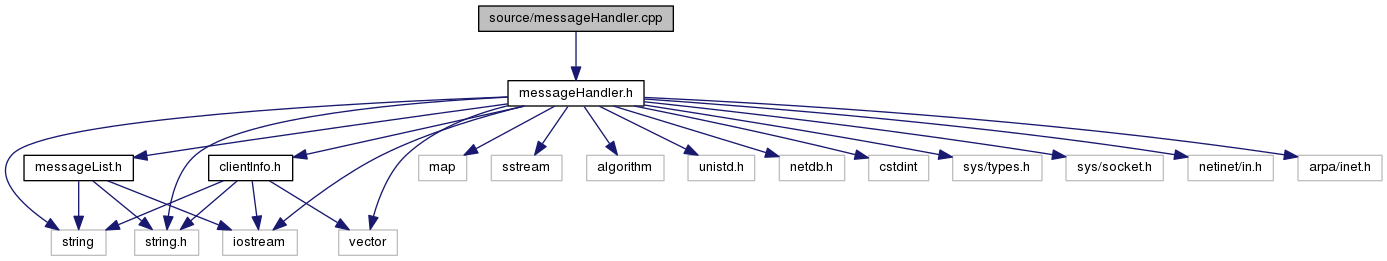 source/messageHandler.cpp
messageHandler.h
messageList.h
clientInfo.h
map
sstream
algorithm
unistd.h
netdb.h
cstdint
sys/types.h
sys/socket.h
netinet/in.h
arpa/inet.h
string
string.h
iostream
vector